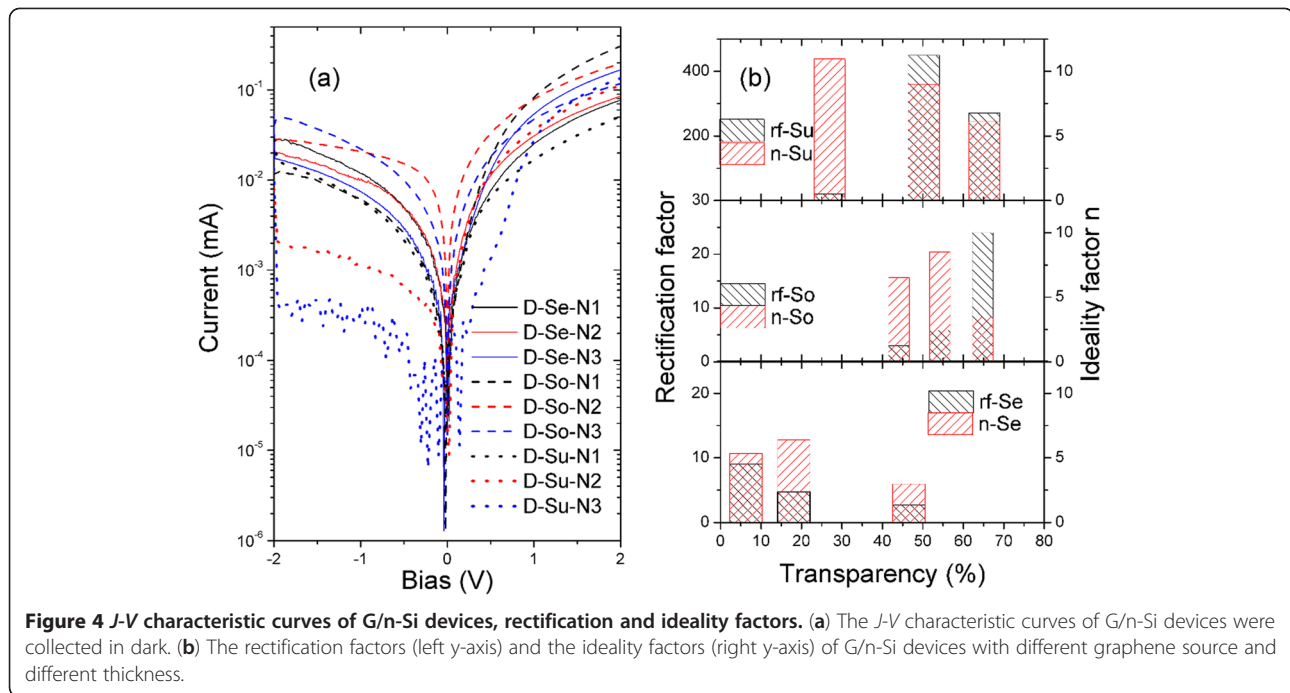 (a)
Current (mA)
10^-1
10^-2
10^-3
10^-4
10^-5
10^-6
D-Se-N1
D-Se-N2
D-Se-N3
D-So-N1
D-So-N2
D-So-N3
D-Su-N1
D-Su-N2
D-Su-N3
-2 -1 0 1 2
Bias (V)
(b)
Rectification factor
Ideality factor n
400
200
30
10
5
0
rf-Su
n-Su
20
10
0
10
5
0
rf-So
n-So
20
10
0
10
5
0
rf-Se
n-Se
0 10 20 30 40 50 60 70 80
Transparency (%)
Figure 4 J-V characteristic curves of G/n-Si devices, rectification and ideality factors. (a) The J-V characteristic curves of G/n-Si devices were
collected in dark. (b) The rectification factors (left y-axis) and the ideality factors (right y-axis) of G/n-Si devices with different graphene source and
different thickness.